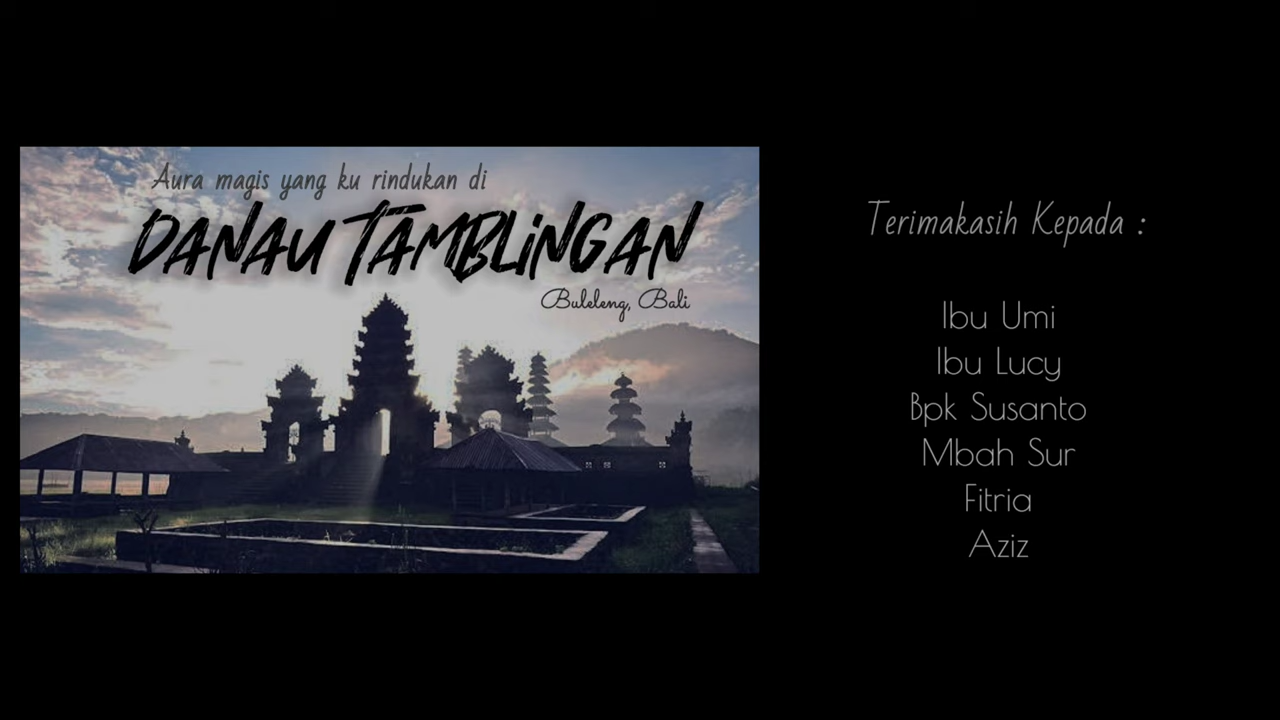 Aura magis yang ku rindukan di
DANAU TAMBLiNGAN
Buleleng, Bali
Terimakasih Kepada :
Ibu Umi
Ibu Lucy
Bpk Susanto
Mbah Sur
Fitria
Aziz